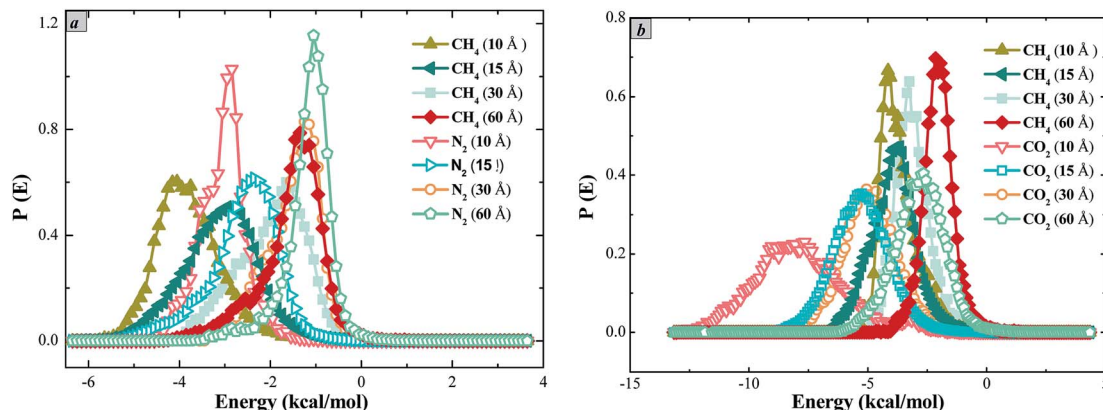 a
1.2
0.8
0.4
0.0
P (E)
-6
-4
-2
0
2
4
Energy (kcal/mol)
CH₄ (10 Å )
CH₄ (15 Å)
CH₄ (30 Å)
CH₄ (60 Å)
N₂ (10 Å)
N₂ (15 )
N₂ (30 Å)
N₂ (60 Å)
b
0.8
0.6
0.4
0.2
0.0
P (E)
-15
-10
-5
0
5
Energy (kcal/mol)
CH₄ (10 Å )
CH₄ (15 Å)
CH₄ (30 Å)
CH₄ (60 Å)
CO₂ (10 Å)
CO₂ (15 Å)
CO₂ (30 Å)
CO₂ (60 Å)